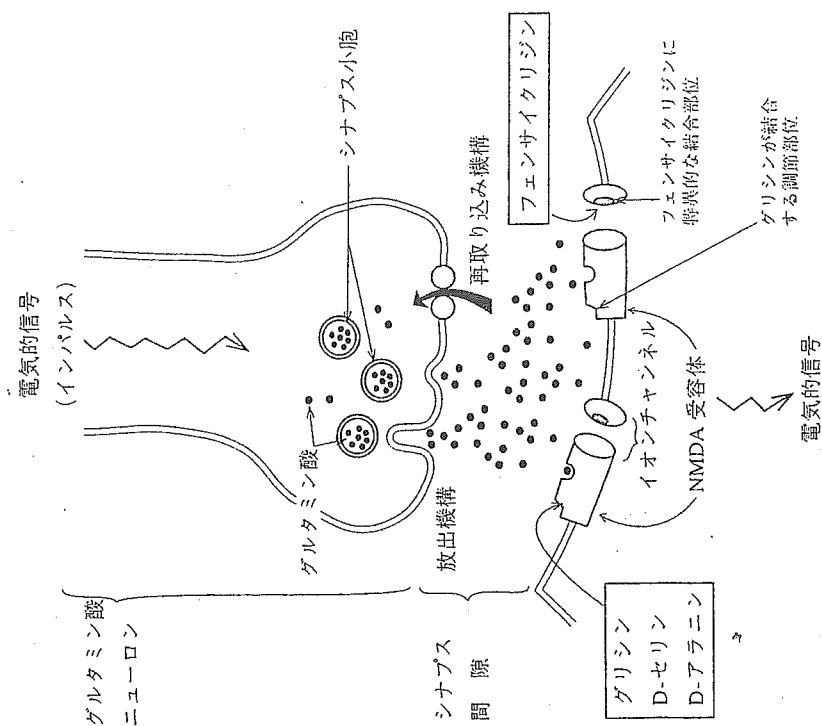 電気的信号
(インパルス)
グルタミン酸
ニューロン
グルタミン酸
シナプス小胞
シナプス
間 隙
放出機構
再取り込み機構
フェンサイクリジン
フェンサイクリジンに
特異的な結合部位
グリシンが結合
する調節部位
イオンチャンネル
NMDA 受容体
グリシン
D-セリン
D-アラニン
電気的信号